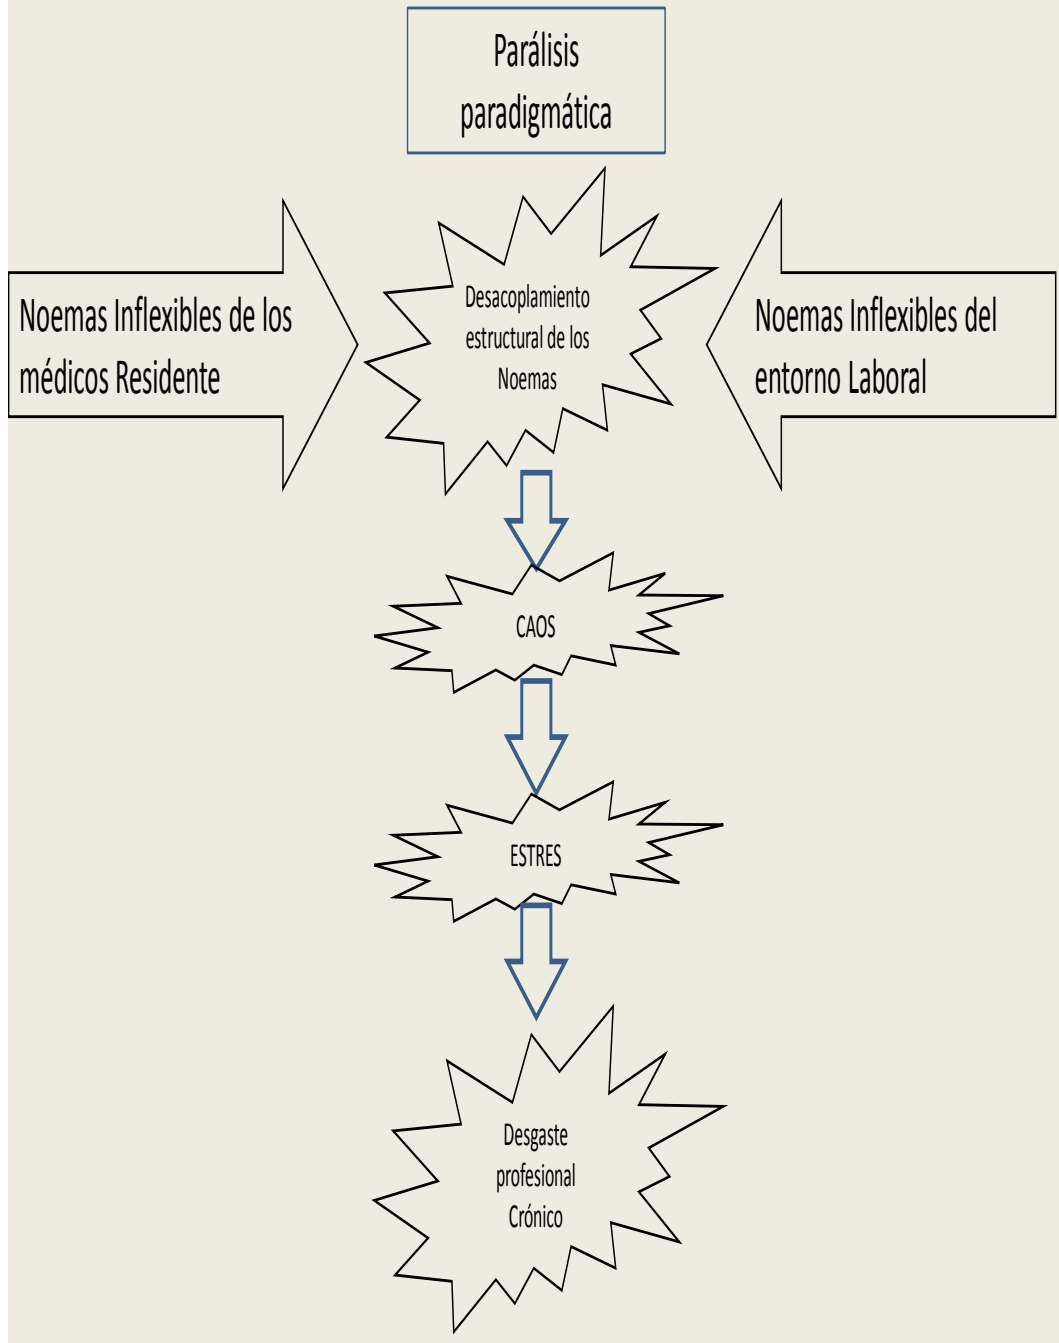 Parálisis
paradigmática
Noemas Inflexibles de los
médicos Residente
Desacoplamiento
estructural de los
Noemas
Noemas Inflexibles del
entorno Laboral
CAOS
ESTRES
Desgaste
profesional
Crónico